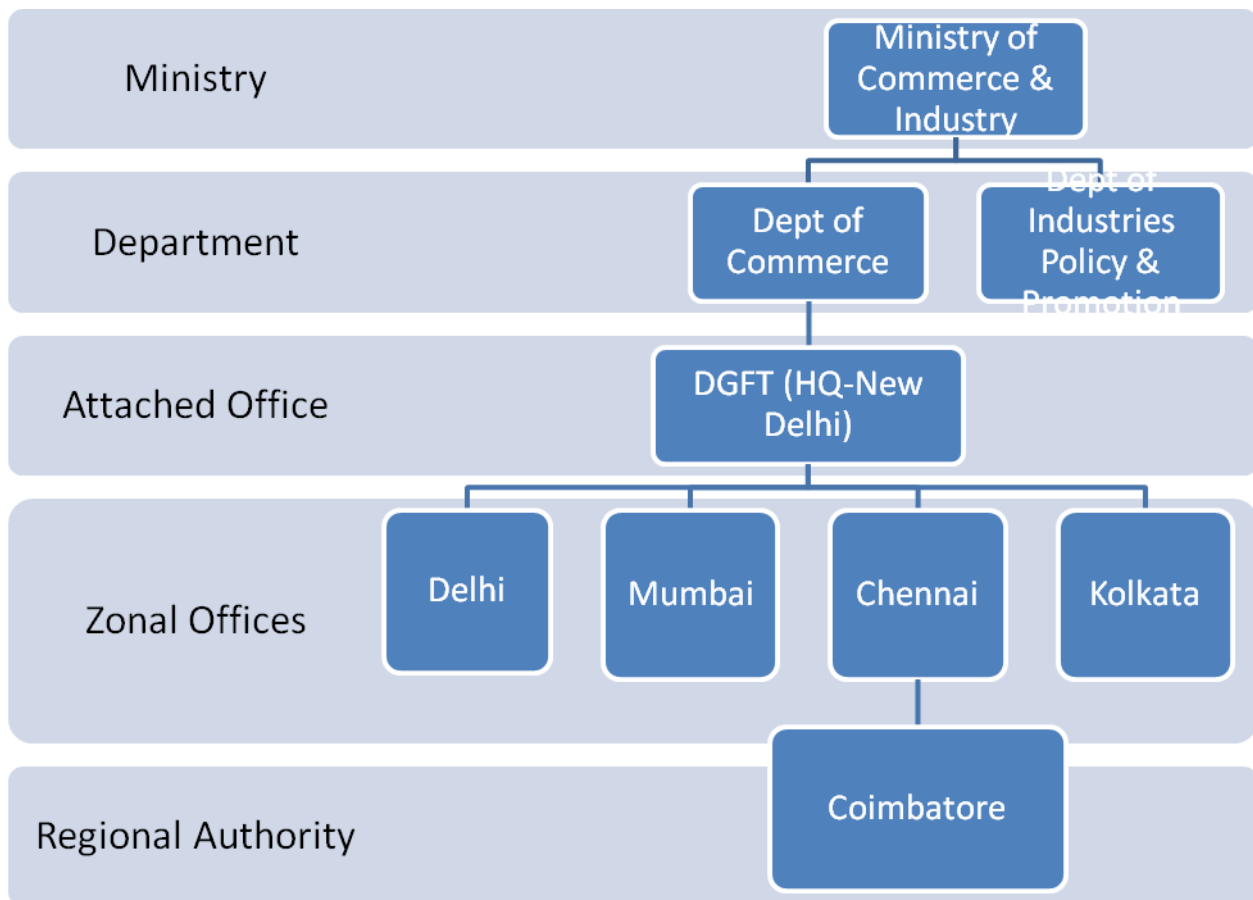 Ministry
Ministry of
Commerce &
Industry
Department
Dept of
Commerce
Dept of
Industries
Policy &
Promotion
Attached Office
DGFT (HQ-New
Delhi)
Zonal Offices
Delhi
Mumbai
Chennai
Kolkata
Regional Authority
Coimbatore